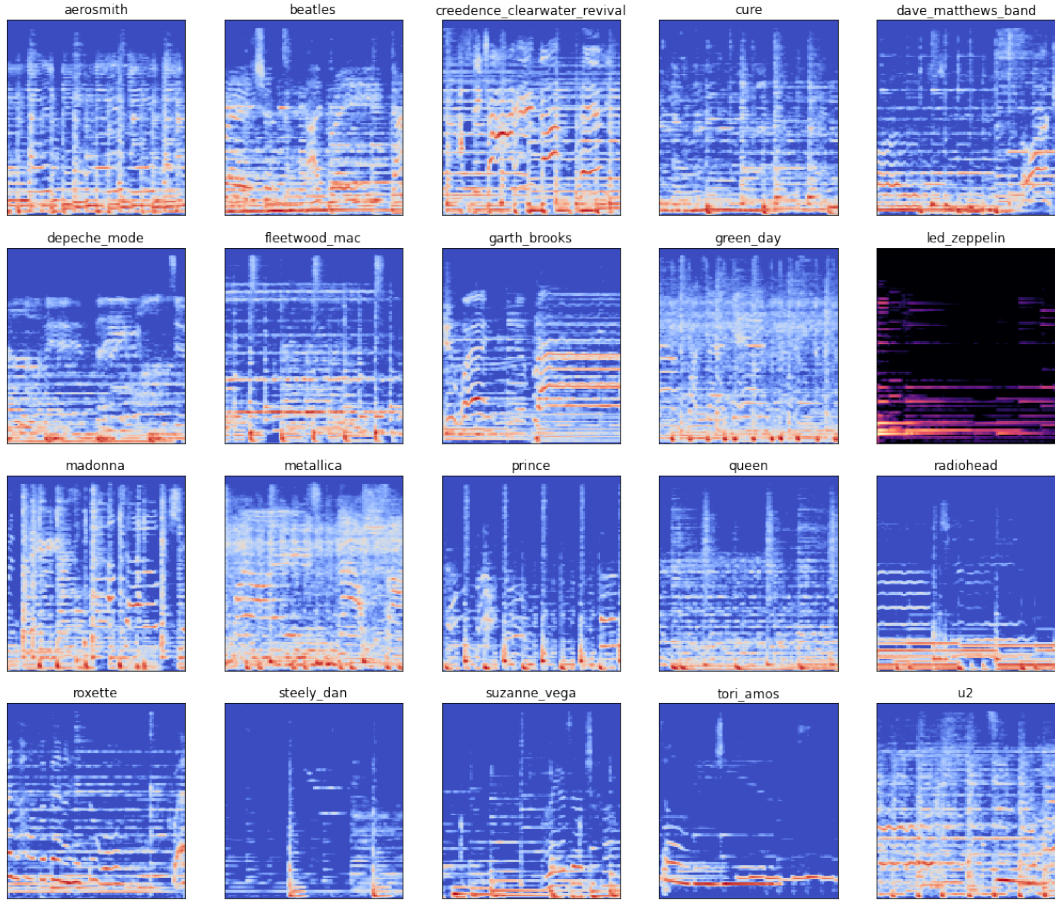 aerosmith
beatles
creedence_clearwater_revival
cure
dave_matthews_band
depeche_mode
fleetwood_mac
garth_brooks
green_day
led_zeppelin
madonna
metallica
prince
queen
radiohead
roxette
steely_dan
suzanne_vega
tori_amos
u2